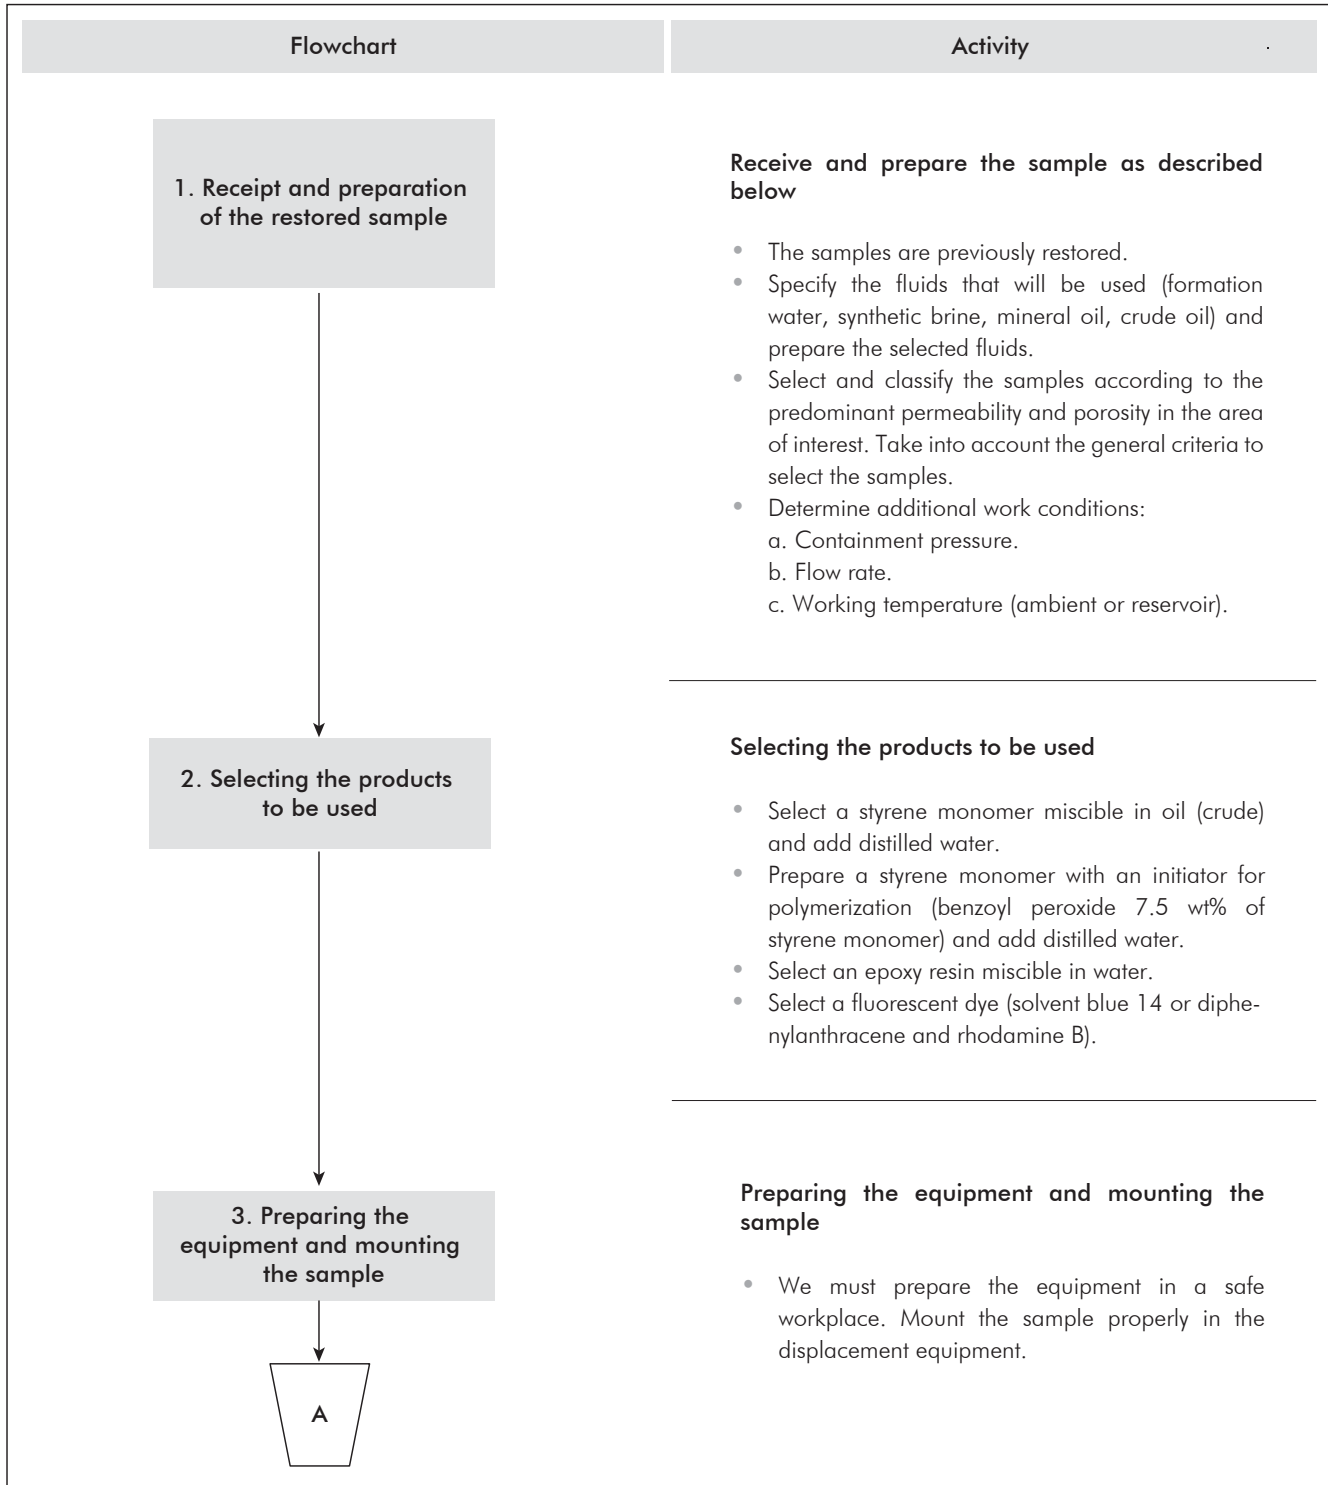 Flowchart
Activity
1. Receipt and preparation
of the restored sample
Receive and prepare the sample as described
below
• The samples are previously restored.
• Specify the fluids that will be used (formation
water, synthetic brine, mineral oil, crude oil) and
prepare the selected fluids.
• Select and classify the samples according to the
predominant permeability and porosity in the area
of interest. Take into account the general criteria to
select the samples.
• Determine additional work conditions:
a. Containment pressure.
b. Flow rate.
c. Working temperature (ambient or reservoir).
2. Selecting the products
to be used
Selecting the products to be used
• Select a styrene monomer miscible in oil (crude)
and add distilled water.
• Prepare a styrene monomer with an initiator for
polymerization (benzoyl peroxide 7.5 wt% of
styrene monomer) and add distilled water.
• Select an epoxy resin miscible in water.
• Select a fluorescent dye (solvent blue 14 or diphe-
nylanthracene and rhodamine B).
3. Preparing the
equipment and mounting
the sample
A
Preparing the equipment and mounting the
sample
• We must prepare the equipment in a safe
workplace. Mount the sample properly in the
displacement equipment.